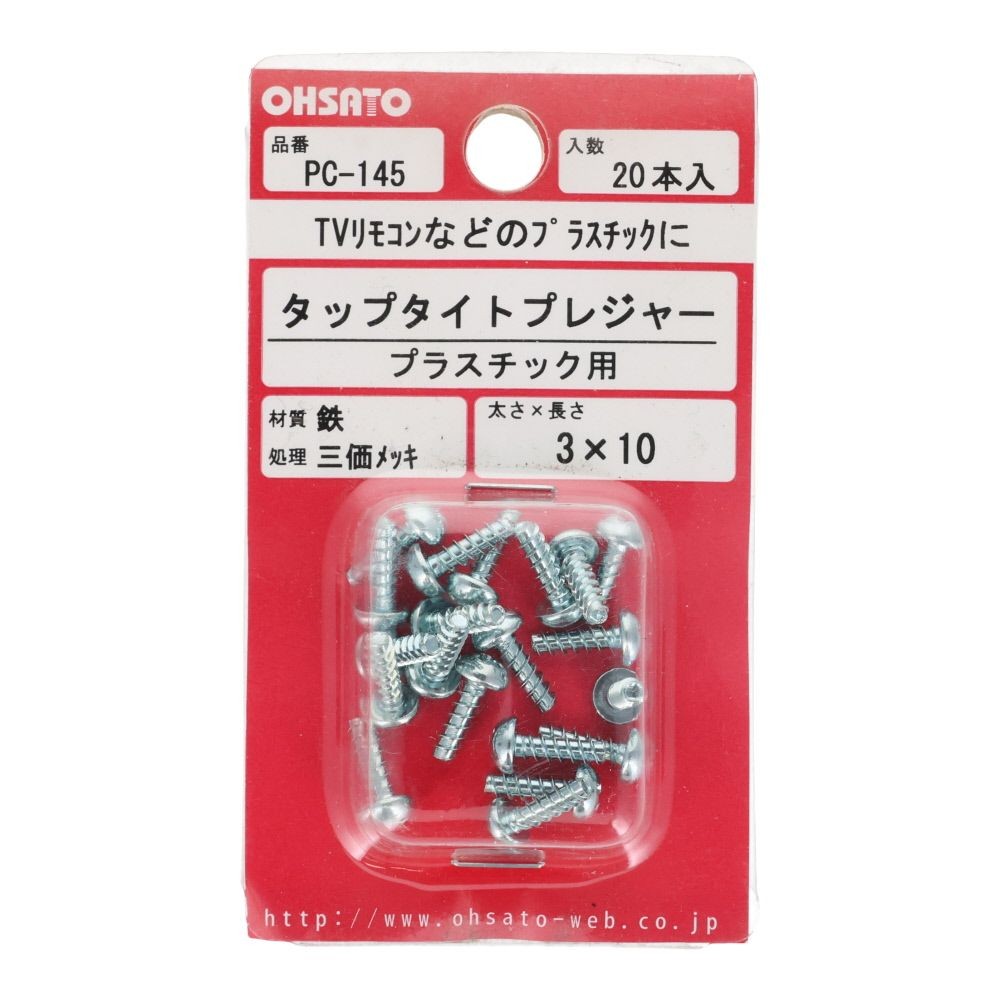 OHSATO
品番
PC-145
入数
20本入
TVﾘﾓｺﾝなどのﾌﾟﾗｽﾁｯｸに
タップタイトプレジャー
プラスチック用
材質 鉄
処理 三価ﾒｯｷ
太さ×長さ
3×10
http://www.ohsato-web.co.jp